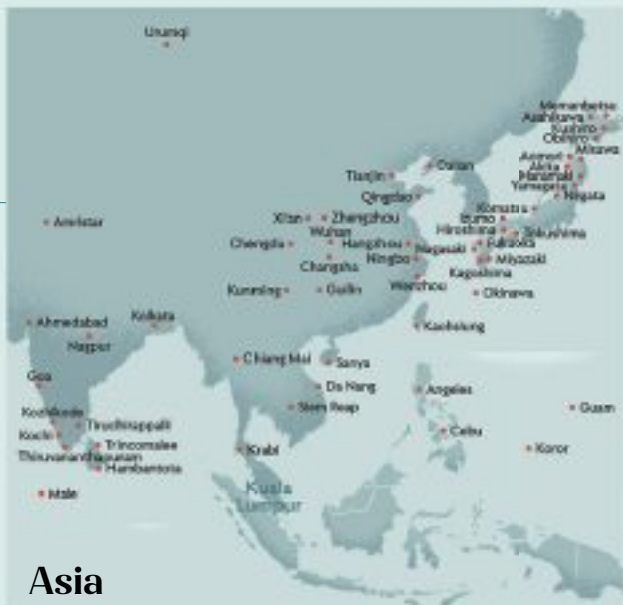 Urumqi
Memanbetsu
Asahikawa
Kushiro
Obihiro
Misawa
Aomori
Akita
Hanamaki
Yamagata
Niigata
Dalian
Tianjin
Qingdao
Komatsu
Amritsar
Xi'an
Zhengzhou
Izumo
Wuhan
Hiroshima
Tokushima
Chengdu
Hangzhou
Fukuoka
Nagasaki
Ningbo
Miyazaki
Changsha
Kagoshima
Wenzhou
Kunming
Guilin
Okinawa
Ahmedabad
Kolkata
Kaohsiung
Nagpur
Chiang Mai
Sanya
Goa
Da Nang
Angeles
Siem Reap
Guam
Kozhikode
Tiruchirappalli
Kochi
Cebu
Trincomalee
Krabi
Koror
Thiruvananthapuram
Hambantota
Kuala
Lumpur
Male
Asia